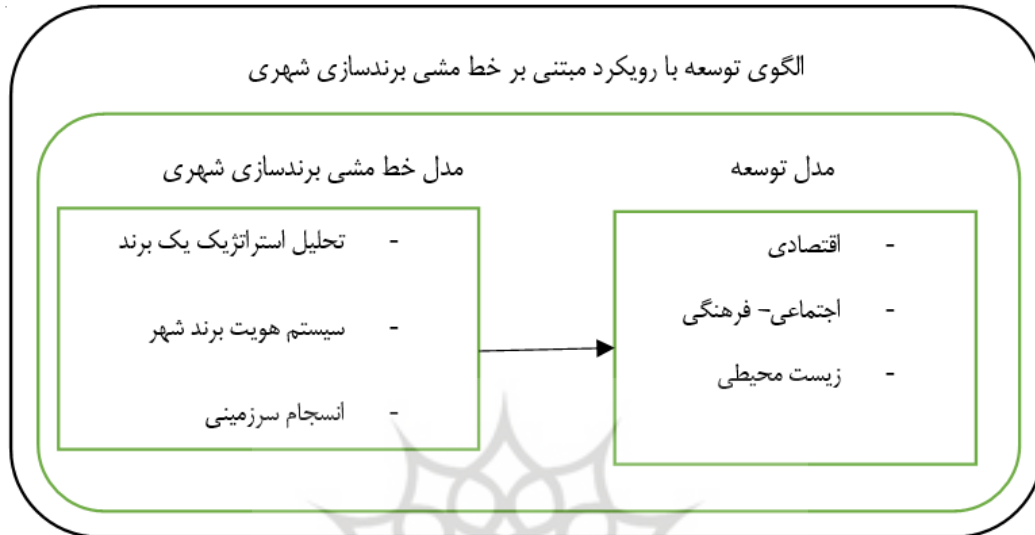 الگوی توسعه با رویکرد مبتنی بر خط مشی برندسازی شهری
مدل توسعه
- اقتصادی
- اجتماعی- فرهنگی
- زیست محیطی
مدل خط مشی برندسازی شهری
- تحلیل استراتژیک یک برند
- سیستم هویت برند شهر
- انسجام سرزمینی